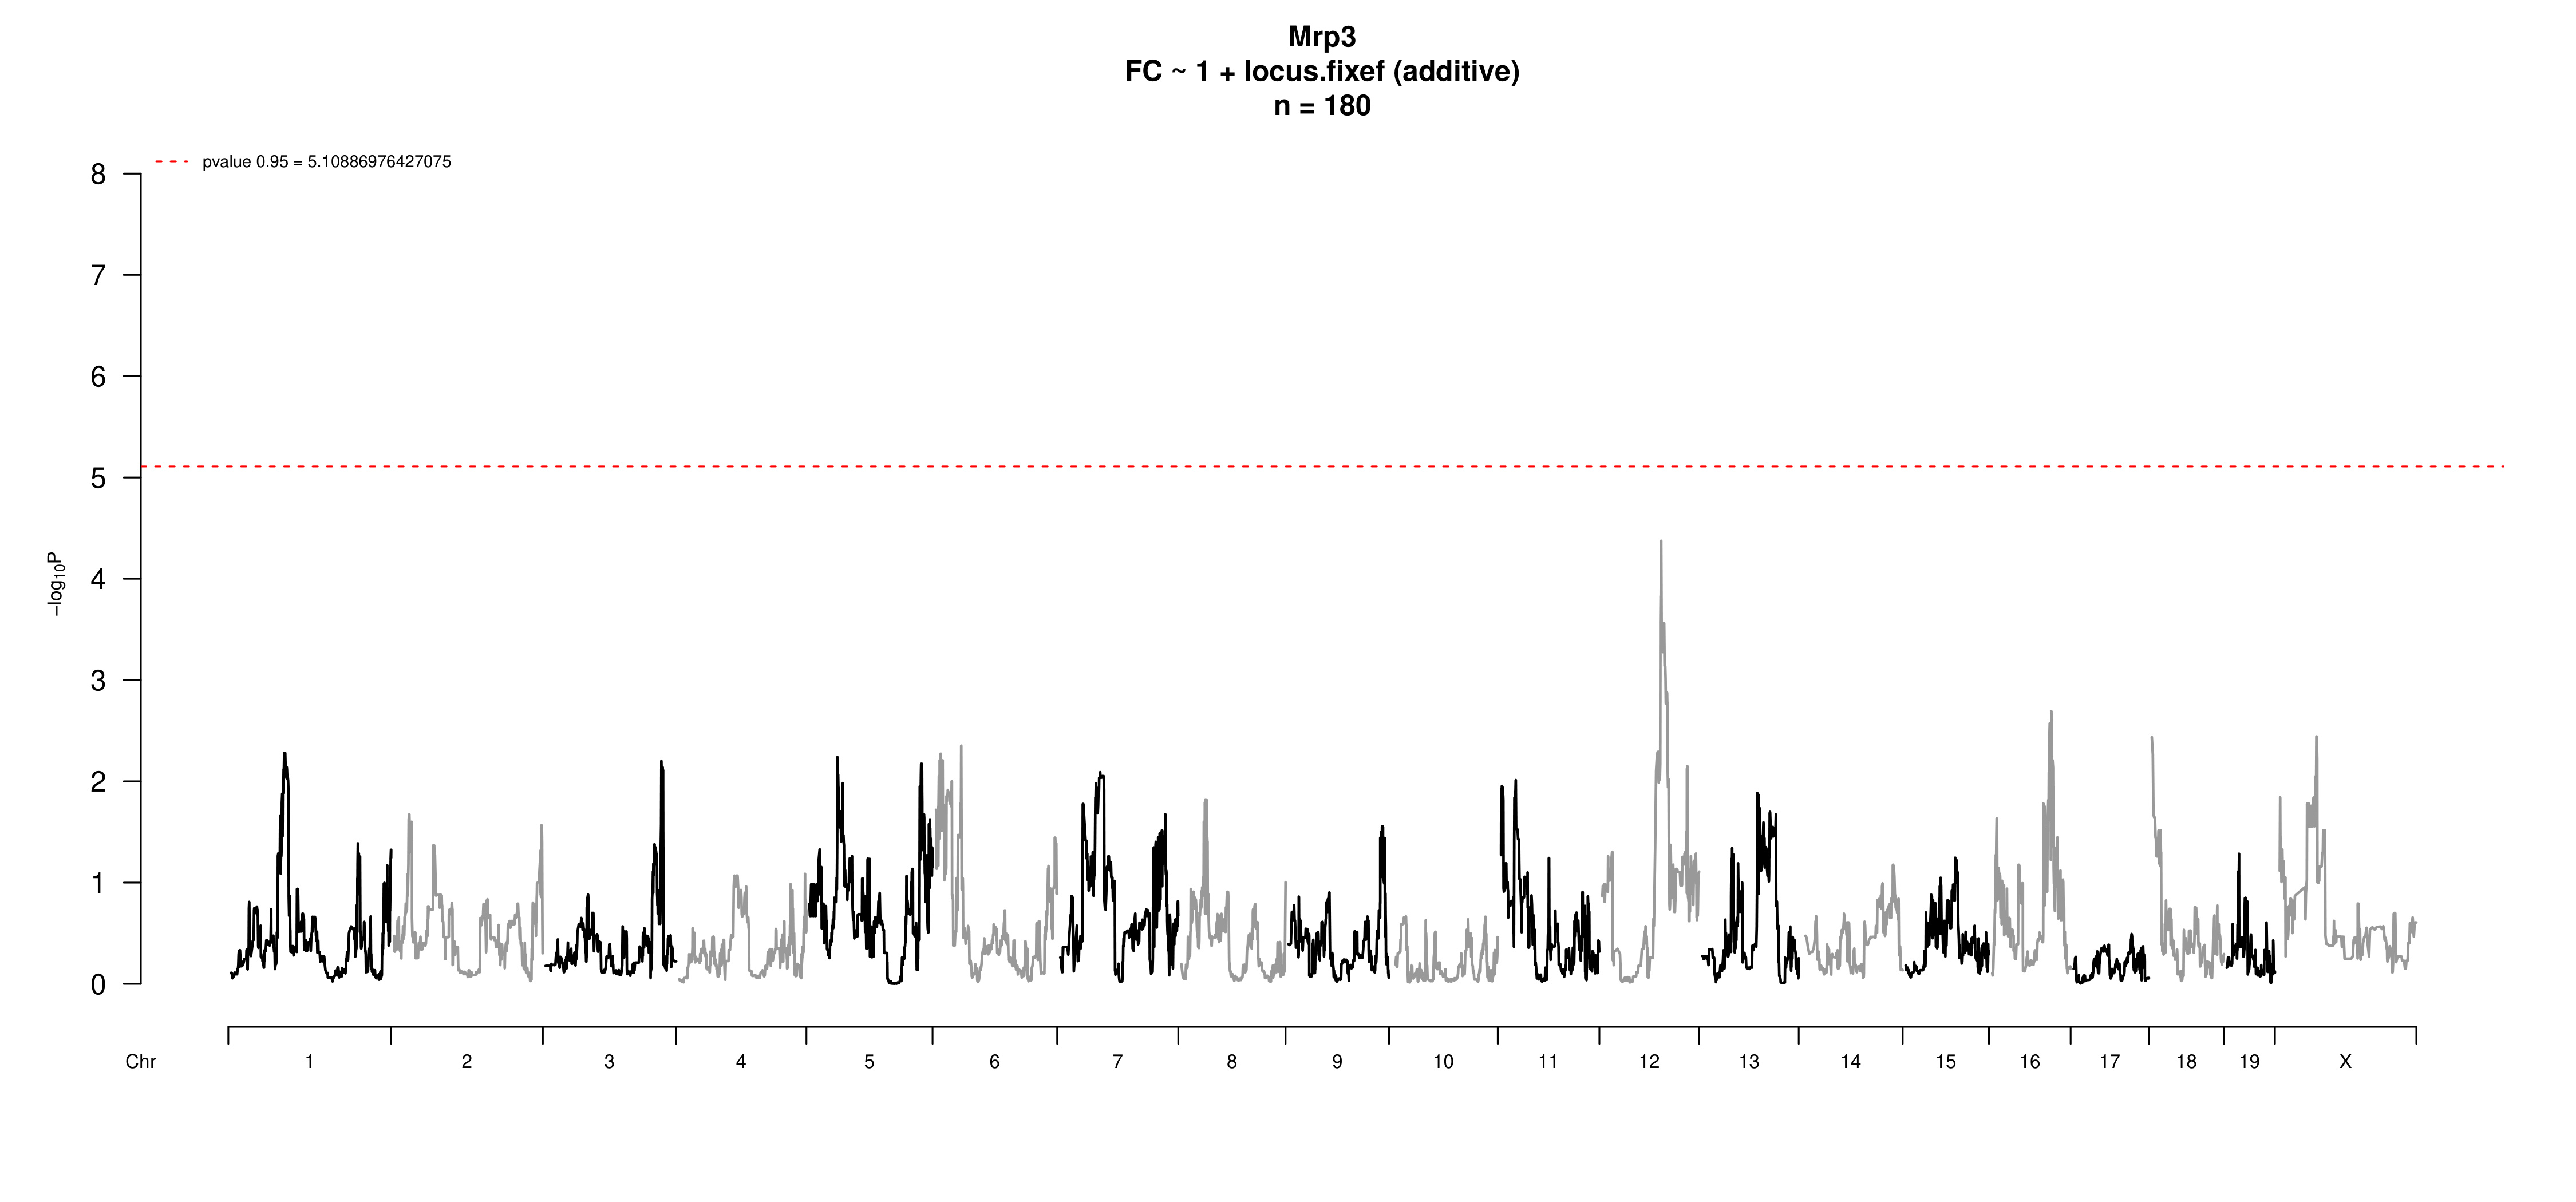 Mrp3
FC ~ 1 + locus.fixef (additive)
n = 180
pvalue 0.95 = 5.10886976427075
8
7
6
5
4
3
2
1
0
−log10P
Chr 1 2 3 4 5 6 7 8 9 10 11 12 13 14 15 16 17 18 19 X